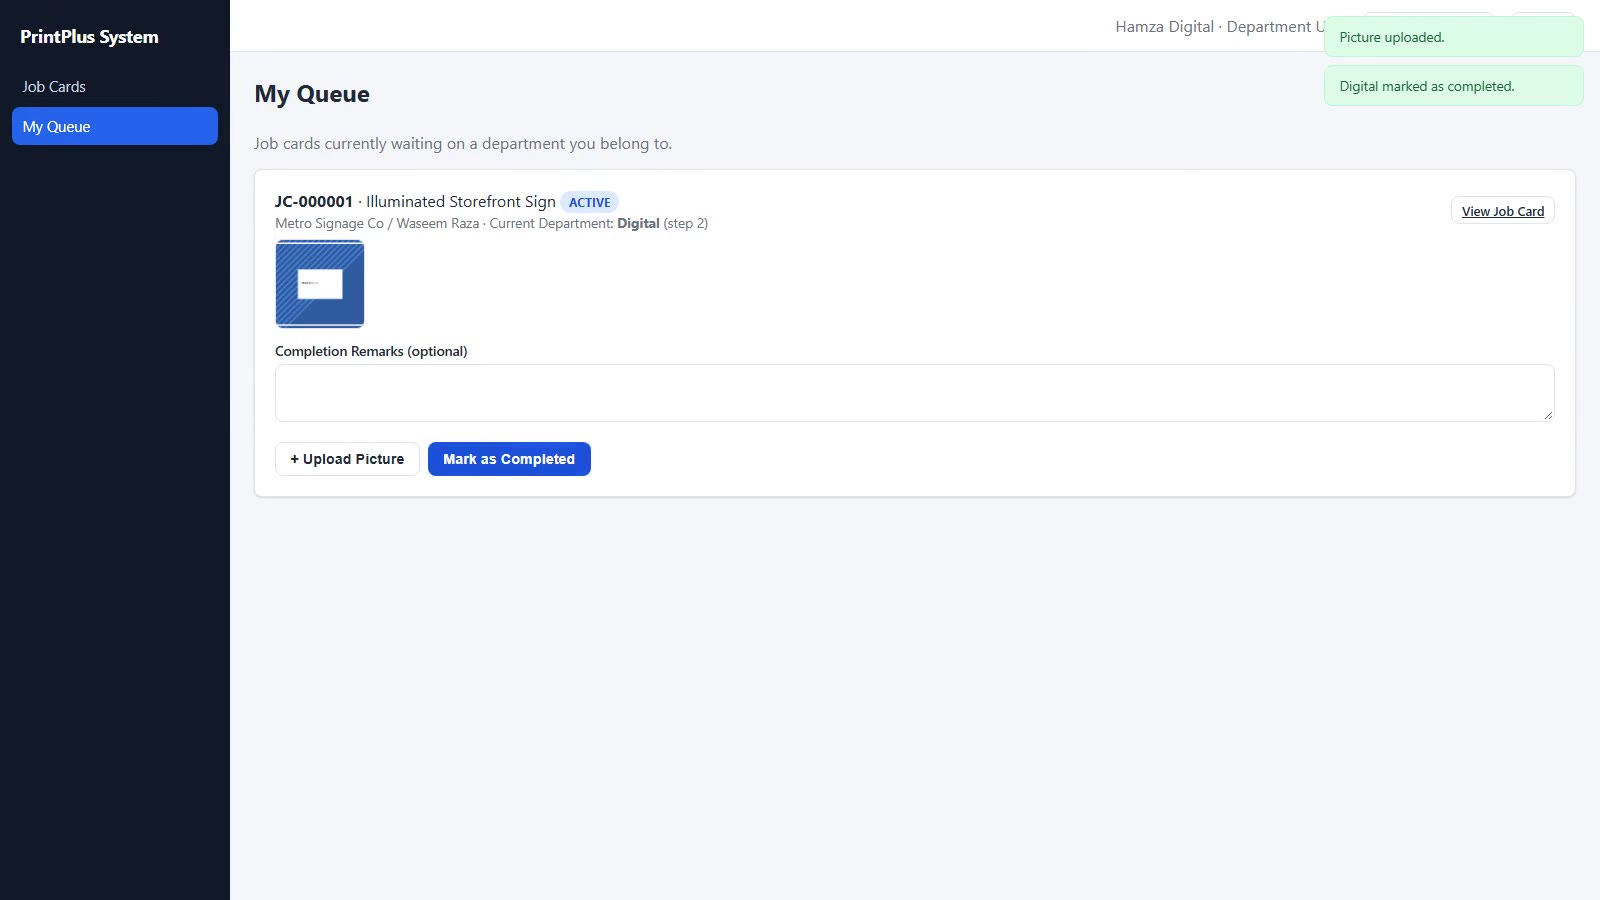 PrintPlus System
Job Cards
My Queue
Hamza Digital · Department U
Picture uploaded.
Digital marked as completed.
My Queue
Job cards currently waiting on a department you belong to.
JC-000001 · Illuminated Storefront Sign ACTIVE
View Job Card
Metro Signage Co / Waseem Raza · Current Department: Digital (step 2)
Completion Remarks (optional)
+ Upload Picture
Mark as Completed